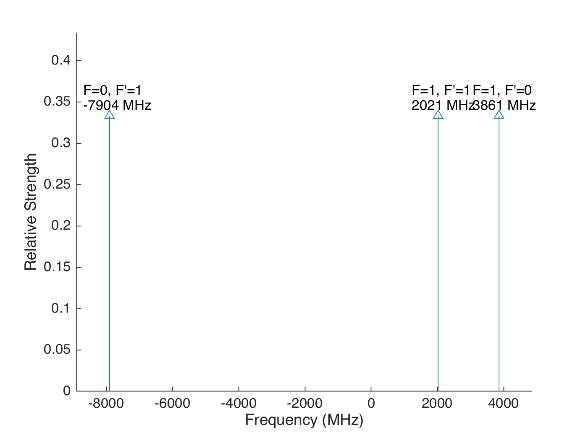 0.4
F=0, F'=1
F=1, F'=1
F=1, F'=0
-7904 MHz
2021 MHz
3861 MHz
0.35
0.3
0.25
0.2
0.15
0.1
0.05
0
Relative Strength
-8000 -6000 -4000 -2000 0 2000 4000
Frequency (MHz)